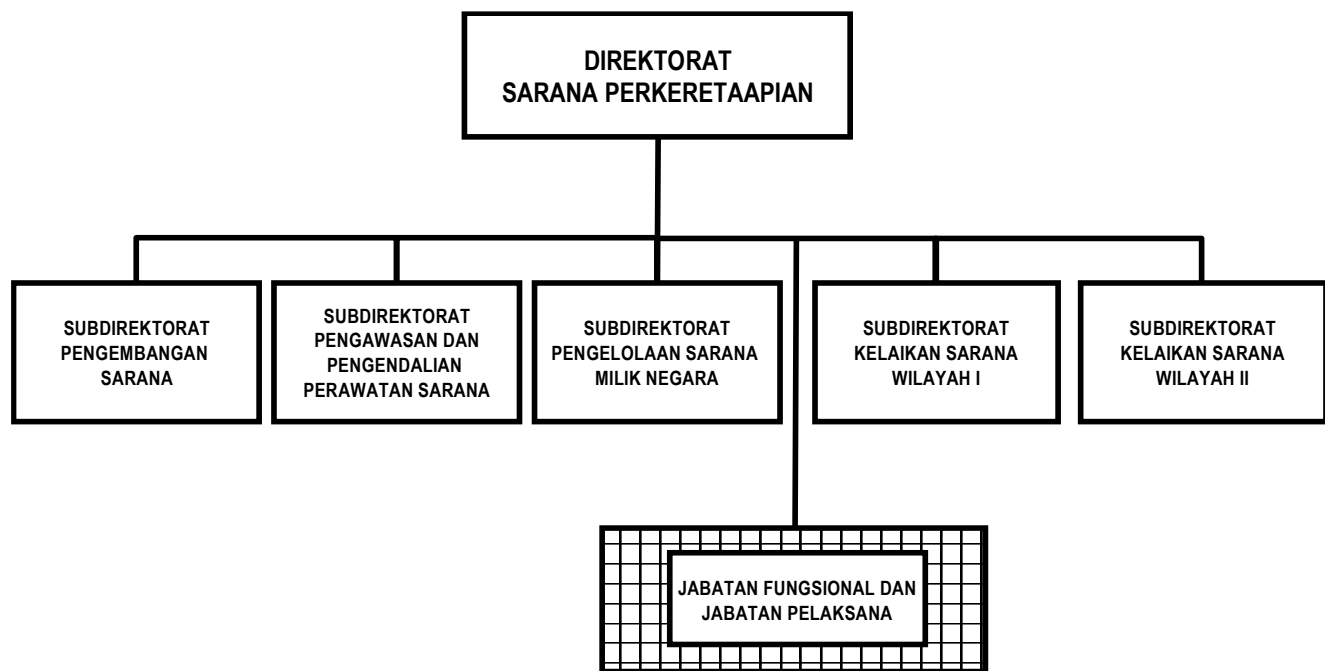 DIREKTORAT
SARANA PERKERETAAPIAN
SUBDIREKTORAT
PENGEMBANGAN
SARANA
SUBDIREKTORAT
PENGAWASAN DAN
PENGENDALIAN
PERAWATAN SARANA
SUBDIREKTORAT
PENGELOLAAN SARANA
MILIK NEGARA
SUBDIREKTORAT
KELAIKAN SARANA
WILAYAH I
SUBDIREKTORAT
KELAIKAN SARANA
WILAYAH II
JABATAN FUNGSIONAL DAN
JABATAN PELAKSANA